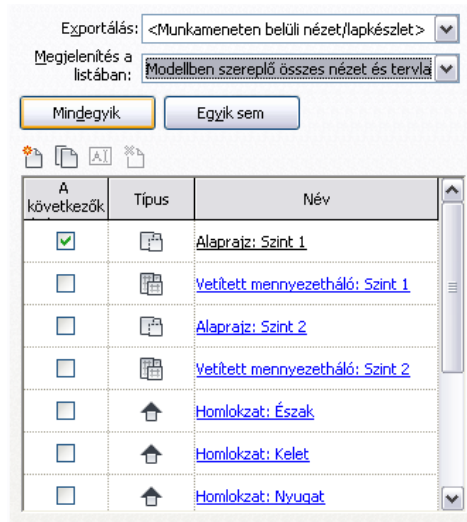 Exportálás: <Munkameneten belüli nézet/lapkészlet>
Megjelenítés a
listában: Modellben szereplő összes nézet és tervla
Mindegyik Egyik sem
A
következők Típus Név
Alaprajz: Szint 1
Vetített mennyezetháló: Szint 1
Alaprajz: Szint 2
Vetített mennyezetháló: Szint 2
Homlokzat: Észak
Homlokzat: Kelet
Homlokzat: Nyugat